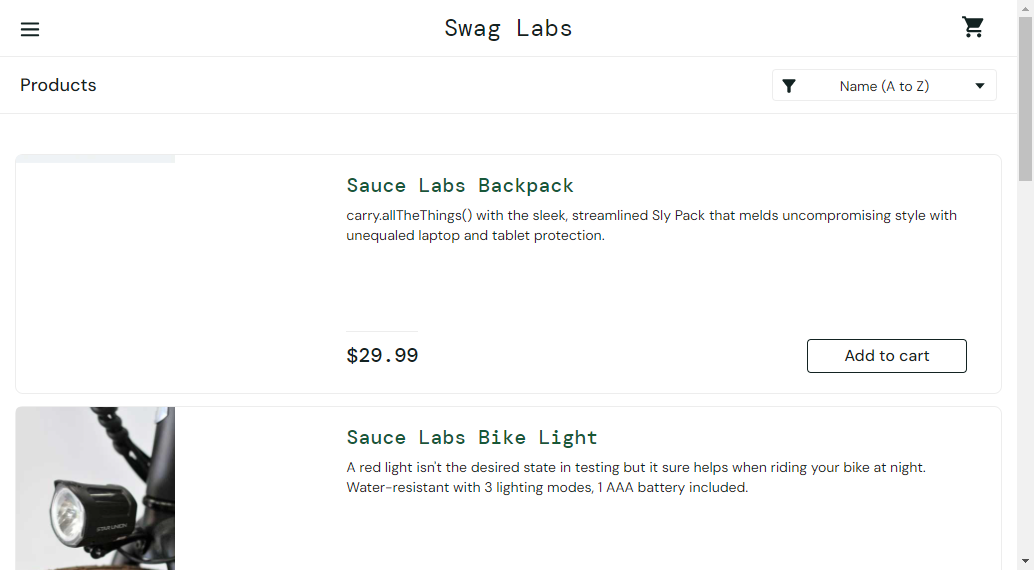 Swag Labs
Products
Name (A to Z)
Sauce Labs Backpack
carry.allTheThings() with the sleek, streamlined Sly Pack that melds uncompromising style with
unequaled laptop and tablet protection.
$29.99
Add to cart
Sauce Labs Bike Light
A red light isn't the desired state in testing but it sure helps when riding your bike at night.
Water-resistant with 3 lighting modes, 1 AAA battery included.